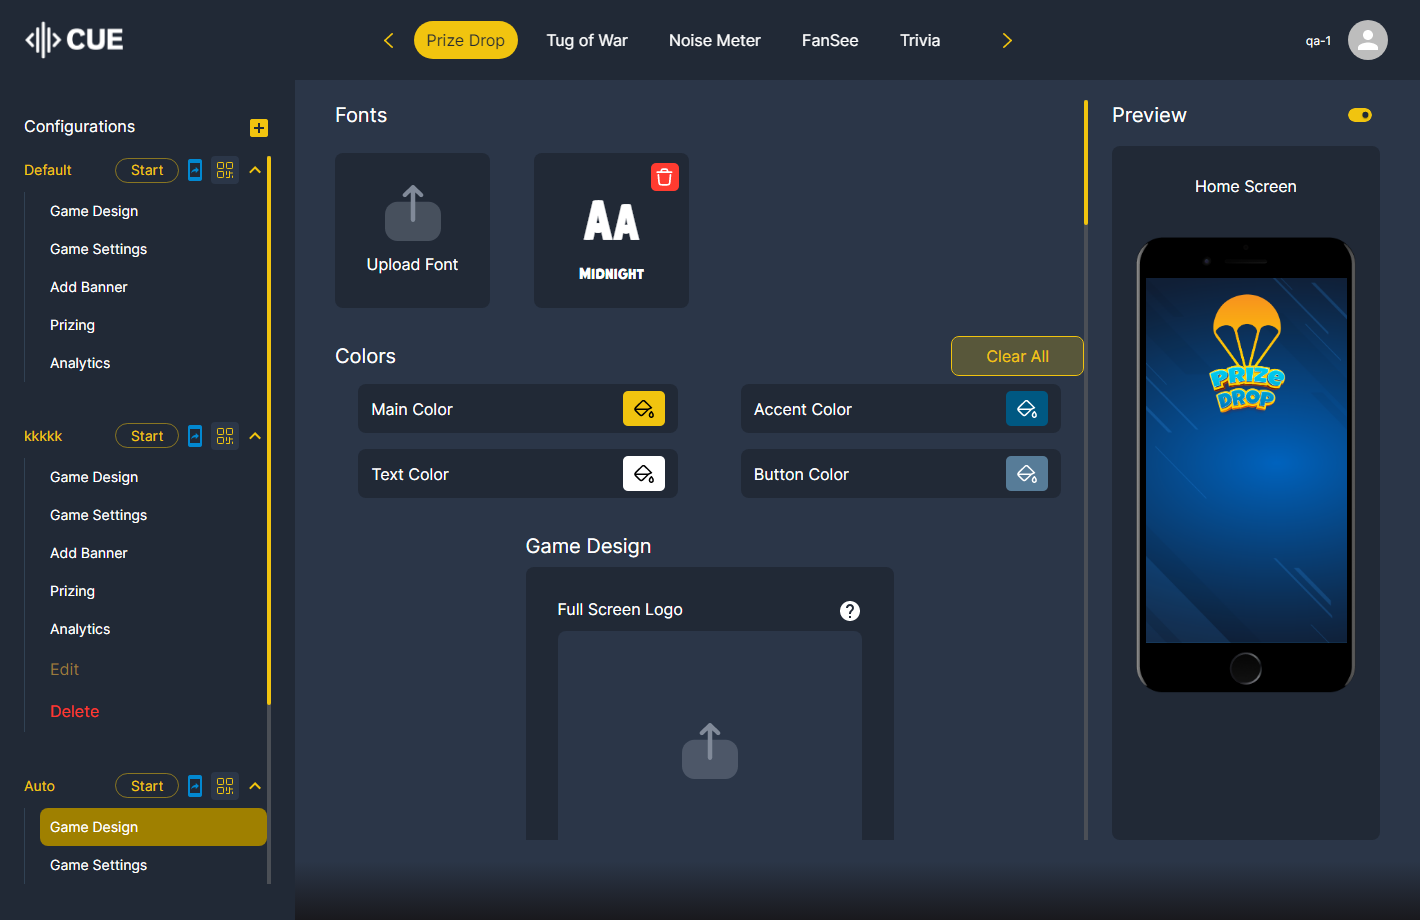 CUE
Prize Drop
Tug of War
Noise Meter
FanSee
Trivia
qa-1
Configurations
Default
Start
Game Design
Game Settings
Add Banner
Prizing
Analytics
kkkkk
Start
Game Design
Game Settings
Add Banner
Prizing
Analytics
Edit
Delete
Auto
Start
Game Design
Game Settings
Fonts
Upload Font
AA
MIDNIGHT
Colors
Clear All
Main Color
Accent Color
Text Color
Button Color
Game Design
Full Screen Logo
?
Preview
Home Screen
PRIZE
DROP